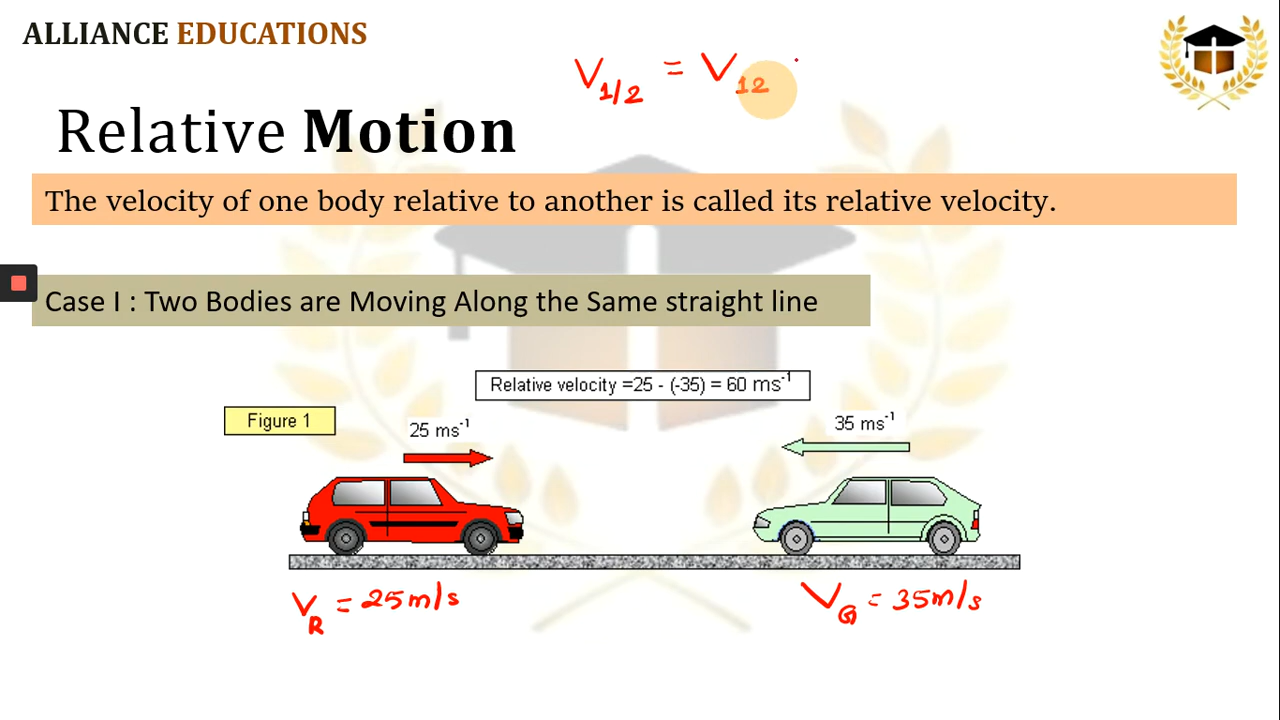 ALLIANCE EDUCATIONS
V1/2 = V12
Relative Motion
The velocity of one body relative to another is called its relative velocity.
Case I : Two Bodies are Moving Along the Same straight line
Relative velocity =25 - (-35) = 60 ms⁻¹
Figure 1
25 ms⁻¹
35 ms⁻¹
VR = 25m/s
VG = 35m/s